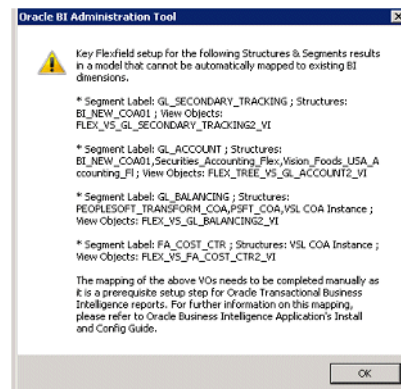 Oracle BI Administration Tool
Key Flexfield setup for the following Structures & Segments results
in a model that cannot be automatically mapped to existing BI
dimensions.
* Segment Label: GL_SECONDARY_TRACKING ; Structures:
BI_NEW_COA01 ; View Objects:
FLEX_VS_GL_SECONDARY_TRACKING2_VI
* Segment Label: GL_ACCOUNT ; Structures:
BI_NEW_COA01,Securities_Accounting_Flex,Vision_Foods_USA_A
ccounting_Fl ; View Objects: FLEX_TREE_VS_GL_ACCOUNT2_VI
* Segment Label: GL_BALANCING ; Structures:
PEOPLESOFT_TRANSFORM_COA,PSFT_COA,VSL COA Instance ;
View Objects: FLEX_VS_GL_BALANCING2_VI
* Segment Label: FA_COST_CTR ; Structures: VSL COA Instance ;
View Objects: FLEX_VS_FA_COST_CTR2_VI
The mapping of the above VOs needs to be completed manually as
it is a prerequisite setup step for Oracle Transactional Business
Intelligence reports. For further information on this mapping,
please refer to Oracle Business Intelligence Application's Install
and Config Guide.
OK